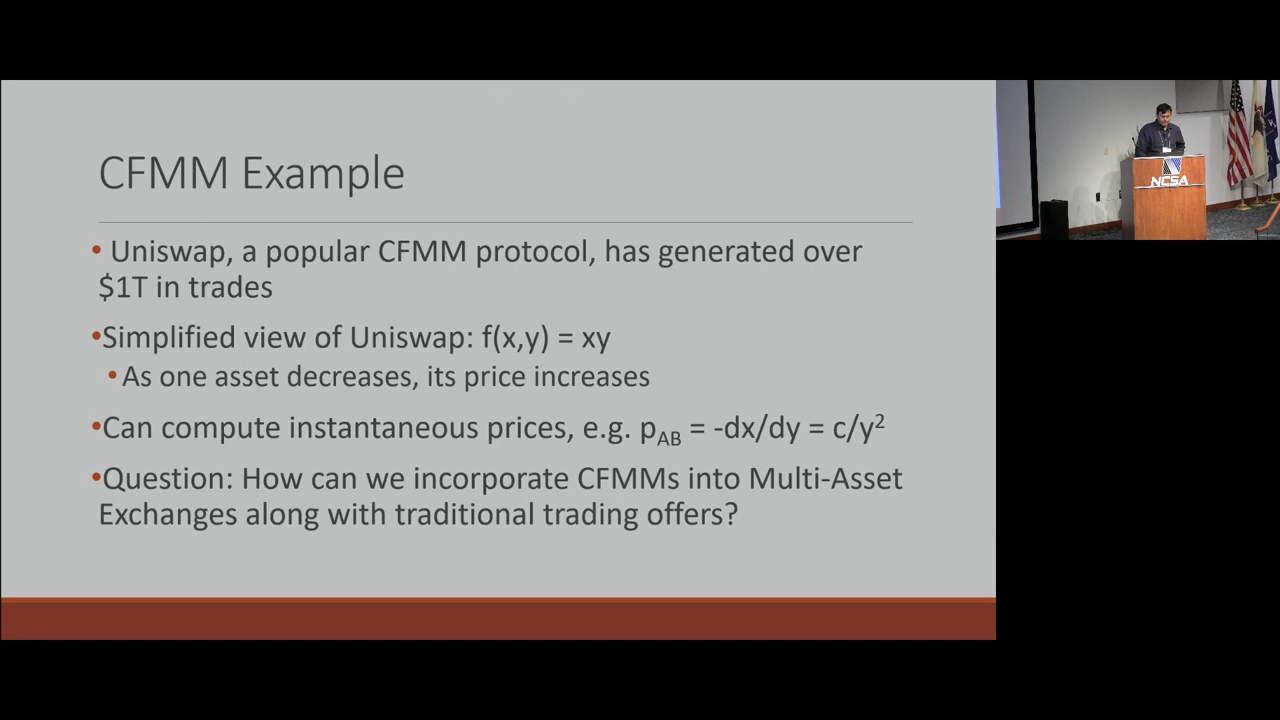 CFMM Example
• Uniswap, a popular CFMM protocol, has generated over
$1T in trades
•Simplified view of Uniswap: f(x,y) = xy
•As one asset decreases, its price increases
•Can compute instantaneous prices, e.g. pAB = -dx/dy = c/y²
•Question: How can we incorporate CFMMs into Multi-Asset
Exchanges along with traditional trading offers?
NCSA